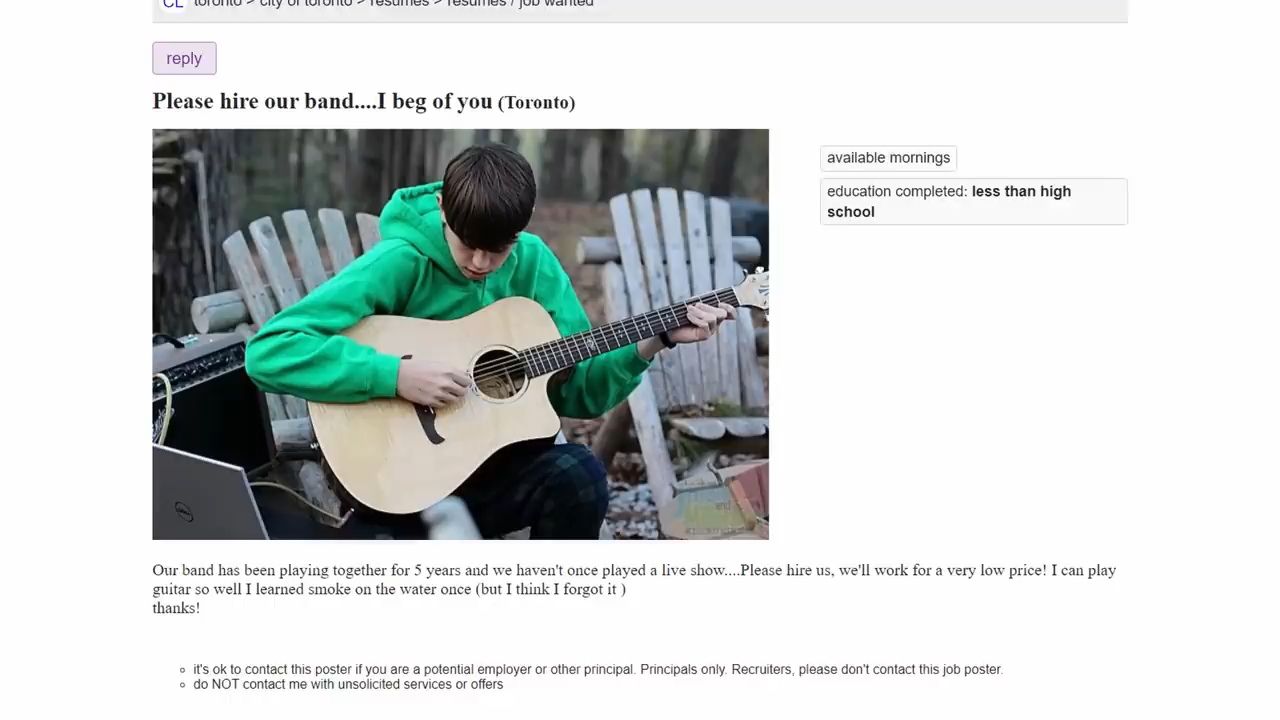 CL toronto > city of toronto > resumes > resumes / job wanted
reply
Please hire our band....I beg of you (Toronto)
available mornings
education completed: less than high
school
Our band has been playing together for 5 years and we haven't once played a live show....Please hire us, we'll work for a very low price! I can play
guitar so well I learned smoke on the water once (but I think I forgot it )
thanks!
it's ok to contact this poster if you are a potential employer or other principal. Principals only. Recruiters, please don't contact this job poster.
do NOT contact me with unsolicited services or offers